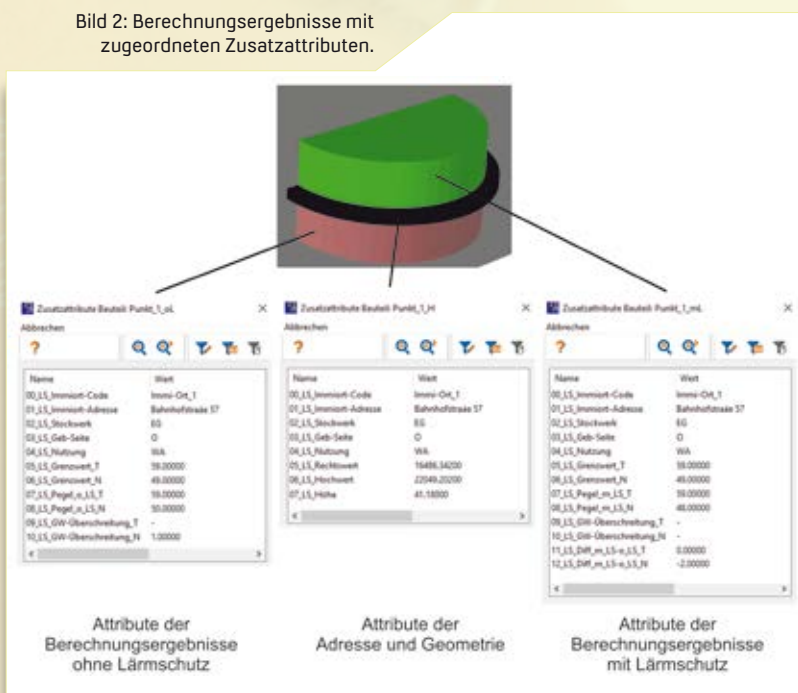 Bild 2: Berechnungsergebnisse mit
zugeordneten Zusatzattributen.
Zusatzattribute Bauteil: Punkt_1_oL
Abbrechen
Name Wert
00_LS_Immiort-Code Immi-Ort_1
01_LS_Immiort-Adresse Bahnhofstraße 57
02_LS_Stockwerk EG
03_LS_Geb-Seite O
04_LS_Nutzung WA
05_LS_Grenzwert_T 59.00000
06_LS_Grenzwert_N 49.00000
07_LS_Pegel_o_LS_T 59.00000
08_LS_Pegel_o_LS_N 50.00000
09_LS_GW-Überschreitung_T -
10_LS_GW-Überschreitung_N 1.00000
Attribute der
Berechnungsergebnisse
ohne Lärmschutz
Zusatzattribute Bauteil: Punkt_1_H
Abbrechen
Name Wert
00_LS_Immiort-Code Immi-Ort_1
01_LS_Immiort-Adresse Bahnhofstraße 57
02_LS_Stockwerk EG
03_LS_Geb-Seite O
04_LS_Nutzung WA
05_LS_Rechtswert 16486.34200
06_LS_Hochwert 22049.20200
07_LS_Höhe 41.18000
Attribute der
Adresse und Geometrie
Zusatzattribute Bauteil: Punkt_1_mL
Abbrechen
Name Wert
00_LS_Immiort-Code Immi-Ort_1
01_LS_Immiort-Adresse Bahnhofstraße 57
02_LS_Stockwerk EG
03_LS_Geb-Seite O
04_LS_Nutzung WA
05_LS_Grenzwert_T 59.00000
06_LS_Grenzwert_N 49.00000
07_LS_Pegel_m_LS_T 59.00000
08_LS_Pegel_m_LS_N 48.00000
09_LS_GW-Überschreitung_T -
10_LS_GW-Überschreitung_N -
11_LS_Diff_m_LS-o_LS_T 0.00000
12_LS_Diff_m_LS-o_LS_N -2.00000
Attribute der
Berechnungsergebnisse
mit Lärmschutz